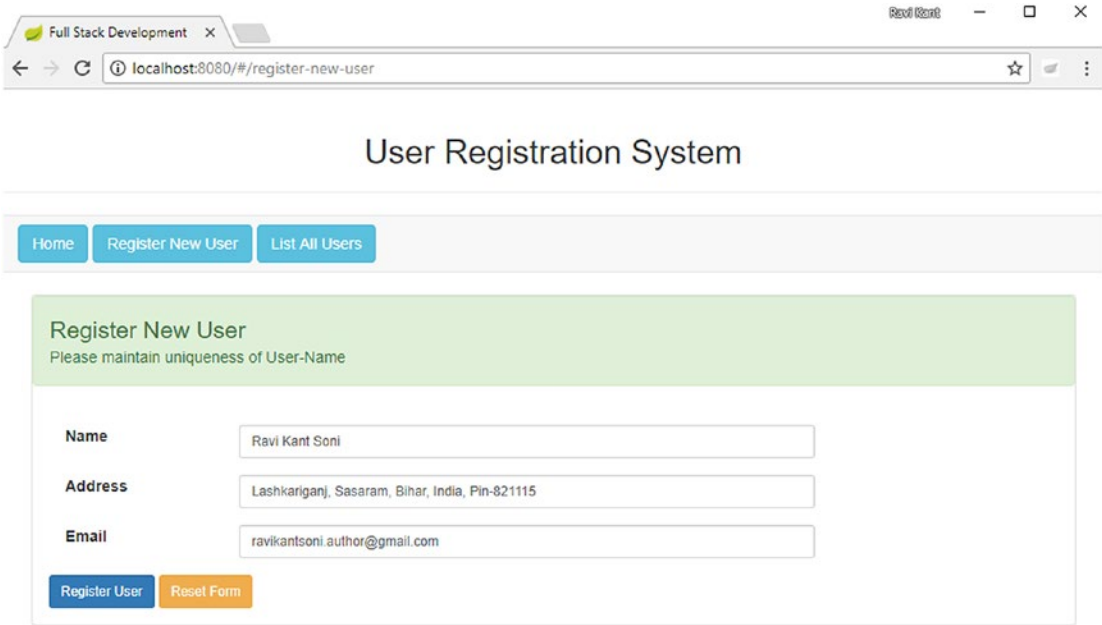 Ravi Kant
Full Stack Development
localhost:8080/#/register-new-user
User Registration System
Home
Register New User
List All Users
Register New User
Please maintain uniqueness of User-Name
Name
Ravi Kant Soni
Address
Lashkariganj, Sasaram, Bihar, India, Pin-821115
Email
ravikantsoni.author@gmail.com
Register User
Reset Form